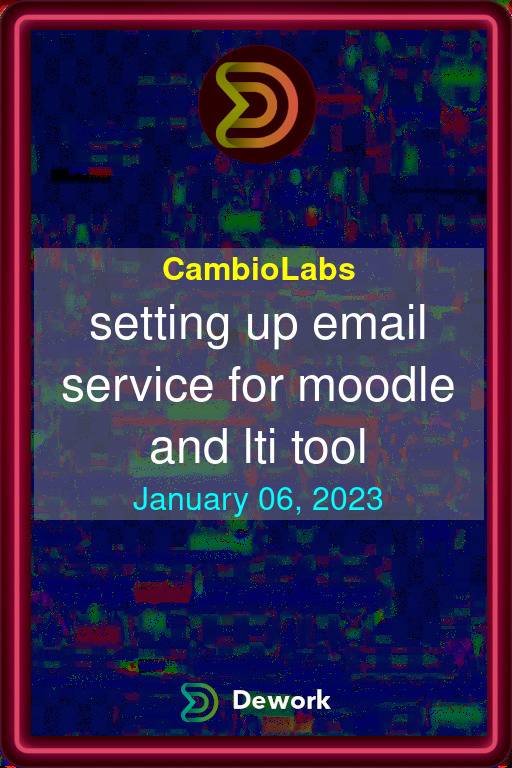 CambioLabs
setting up email
service for moodle
and lti tool
January 06, 2023
Dework